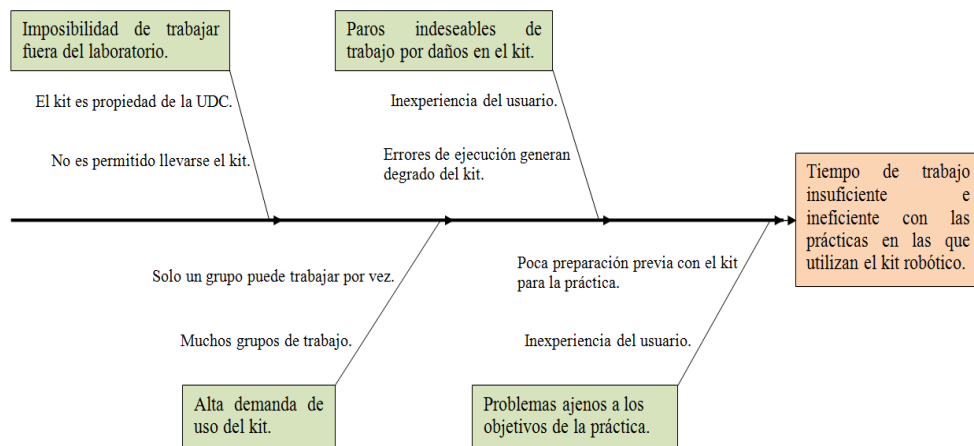 Imposibilidad de trabajar
fuera del laboratorio.
El kit es propiedad de la UDC.
No es permitido llevarse el kit.
Paros indeseables de
trabajo por daños en el kit.
Inexperiencia del usuario.
Errores de ejecución generan
degrado del kit.
Tiempo de trabajo
insuficiente e
ineficiente con las
prácticas en las que
utilizan el kit robótico.
Solo un grupo puede trabajar por vez.
Muchos grupos de trabajo.
Alta demanda de
uso del kit.
Poca preparación previa con el kit
para la práctica.
Inexperiencia del usuario.
Problemas ajenos a los
objetivos de la práctica.